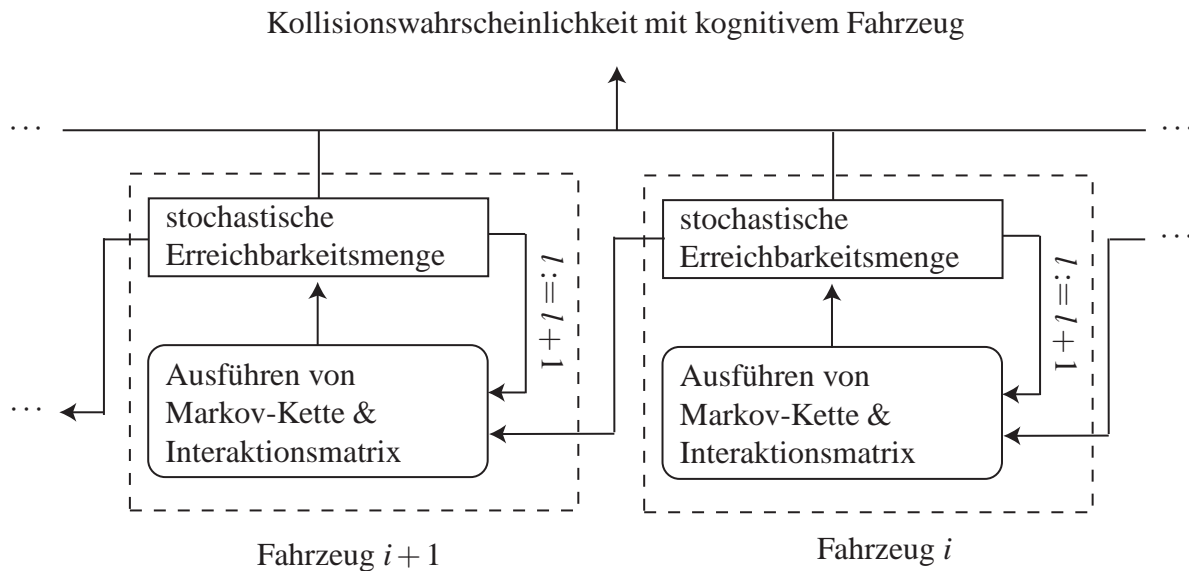 Kollisionswahrscheinlichkeit mit kognitivem Fahrzeug
... ...
stochastische
Erreichbarkeitsmenge
l := l + 1
Ausführen von
Markov-Kette &
Interaktionsmatrix
...
Fahrzeug i + 1
stochastische
Erreichbarkeitsmenge
...
l := l + 1
Ausführen von
Markov-Kette &
Interaktionsmatrix
Fahrzeug i